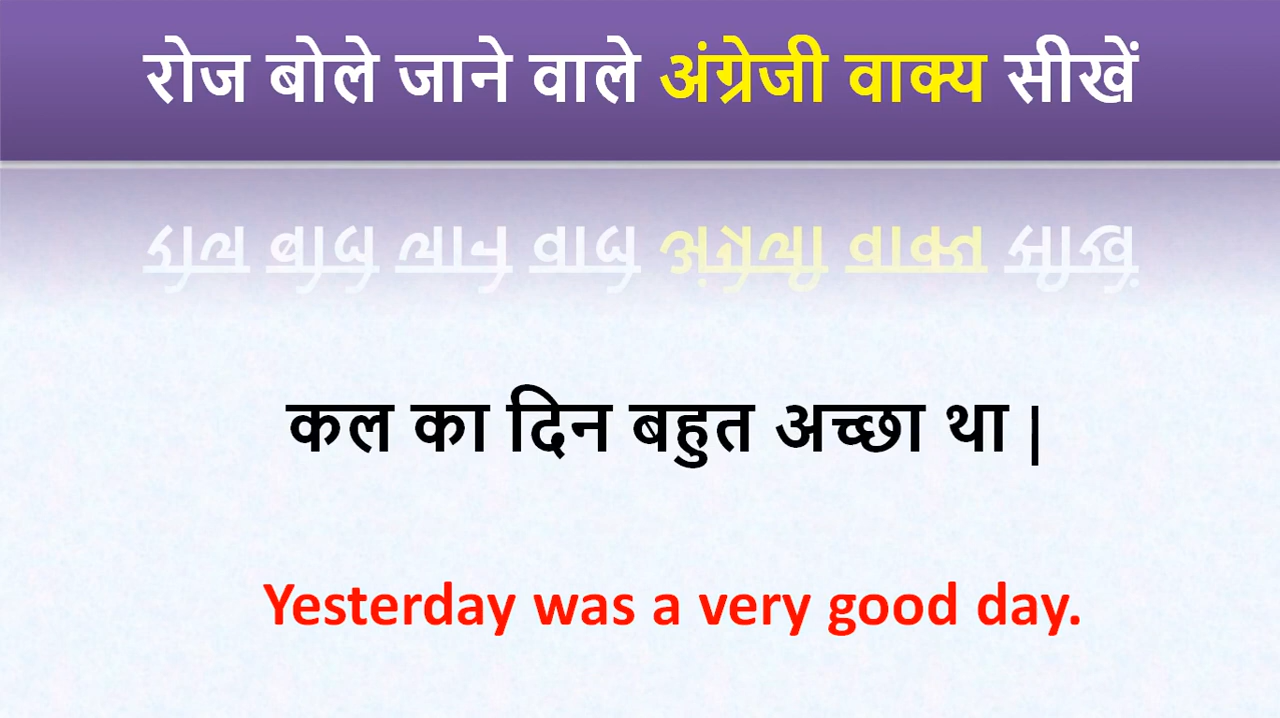 रोज बोले जाने वाले अंग्रेजी वाक्य सीखें
कल का दिन बहुत अच्छा था |
Yesterday was a very good day.